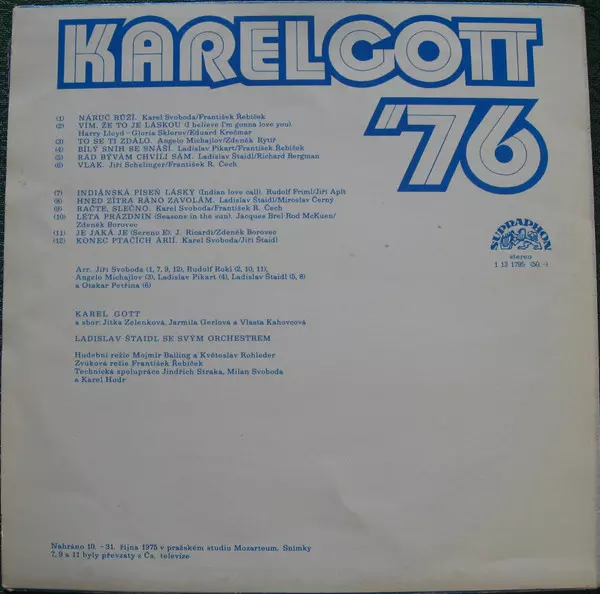 KAREL GOTT
'76
(1) NÁRUČ RŮŽÍ. Karel Svoboda/František Řebíček
(2) VÍM, ŽE TO JE LÁSKOU (I believe I'm gonna love you).
Harry Lloyd - Gloria Sklerov/Eduard Krečmar
(3) TO SE TI ZDÁLO. Angelo Michajlov/Zdeněk Rytíř
(4) BÍLÝ SNÍH SE SNÁŠÍ. Ladislav Pikart/František Řebíček
(5) RÁD BÝVÁM CHVÍLI SÁM. Ladislav Štaidl/Richard Bergman
(6) VLAK. Jiří Schelinger/František R. Čech
(7) INDIÁNSKÁ PÍSEŇ LÁSKY (Indian love call). Rudolf Friml/Jiří Aplt
(8) HNED ZÍTRA RÁNO ZAVOLÁM. Ladislav Štaidl/Miroslav Černý
(9) RAČTE, SLEČNO. Karel Svoboda/František R. Čech
(10) LÉTA PRÁZDNIN (Seasons in the sun). Jacques Brel-Rod McKuen/
Zdeněk Borovec
(11) JE JAKÁ JE (Sereno É). J. Ricardi/Zdeněk Borovec
(12) KONEC PTAČÍCH ÁRIÍ. Karel Svoboda/Jiří Štaidl
SUPRAPHON
stereo
1 13 1795 (50,-)
Arr. Jiří Svoboda (1, 7, 9, 12), Rudolf Rokl (2, 10, 11),
Angelo Michajlov (3), Ladislav Pikart (4), Ladislav Štaidl (5, 8)
a Otakar Petřina (6)
KAREL GOTT
a sbor: Jitka Zelenková, Jarmila Gerlová a Vlasta Kahovcová
LADISLAV ŠTAIDL SE SVÝM ORCHESTREM
Hudební režie Mojmír Balling a Květoslav Rohleder
Zvuková režie František Řebíček
Technická spolupráce Jindřich Straka, Milan Svoboda
a Karel Hodr
Nahráno 10. - 31. října 1975 v pražském studiu Mozarteum. Snímky
7, 9 a 11 byly převzaty z Čs. televize